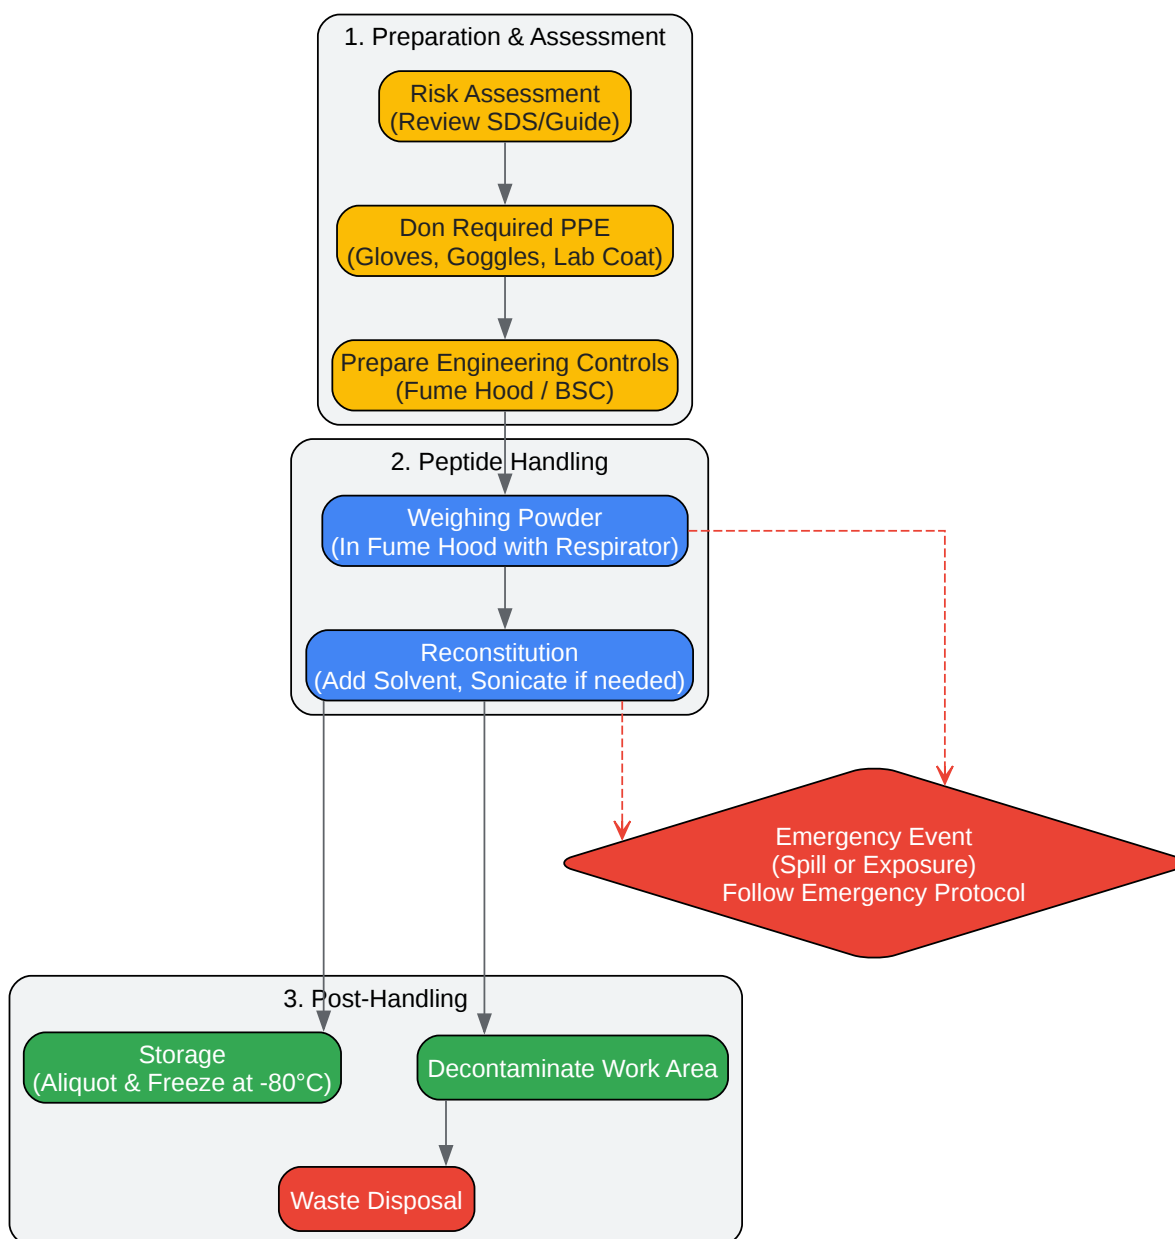 1. Preparation & Assessment
Risk Assessment
(Review SDS/Guide)
Don Required PPE
(Gloves, Goggles, Lab Coat)
Prepare Engineering Controls
(Fume Hood / BSC)
2. Peptide Handling
Weighing Powder
(In Fume Hood with Respirator)
Reconstitution
(Add Solvent, Sonicate if needed)
Emergency Event
(Spill or Exposure)
Follow Emergency Protocol
3. Post-Handling
Storage
(Aliquot & Freeze at -80°C)
Decontaminate Work Area
Waste Disposal